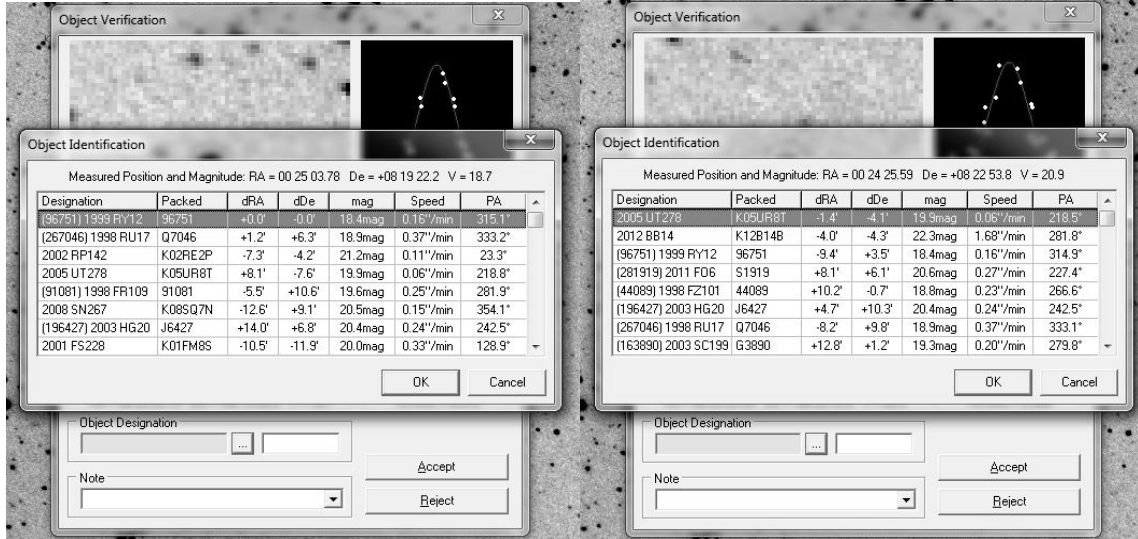 Object Verification
Object Identification
Measured Position and Magnitude: RA = 00 25 03.78 De = +08 19 22.2 V = 18.7
Designation Packed dRA dDe mag Speed PA
(96751) 1999 RY12 96751 +0.0' -0.0' 18.4mag 0.16"/min 315.1°
(267046) 1998 RU17 Q7046 +1.2' +6.3' 18.9mag 0.37"/min 333.2°
2002 RP142 K02RE2P -7.3' -4.2' 21.2mag 0.11"/min 23.3°
2005 UT278 K05UR8T +8.1' -7.6' 19.9mag 0.06"/min 218.8°
(91081) 1998 FR109 91081 -5.5' +10.6' 19.6mag 0.25"/min 281.9°
2008 SN267 K08SQ7N -12.6' +9.1' 20.5mag 0.15"/min 354.1°
(196427) 2003 HG20 J6427 +14.0' +6.8' 20.4mag 0.24"/min 242.5°
2001 FS228 K01FM8S -10.5' -11.9' 20.0mag 0.33"/min 128.9°
OK Cancel
Object Designation
...
Accept
Note
Reject
Object Verification
Object Identification
Measured Position and Magnitude: RA = 00 24 25.59 De = +08 22 53.8 V = 20.9
Designation Packed dRA dDe mag Speed PA
2005 UT278 K05UR8T -1.4' -4.1' 19.9mag 0.06"/min 218.5°
2012 BB14 K12B14B -4.0' -4.3' 22.3mag 1.68"/min 281.8°
(96751) 1999 RY12 96751 -9.4' +3.5' 18.4mag 0.16"/min 314.9°
(281919) 2011 FO6 S1919 +8.1' +6.1' 20.6mag 0.27"/min 227.4°
(44089) 1998 FZ101 44089 +10.2' -0.7' 18.8mag 0.23"/min 266.6°
(196427) 2003 HG20 J6427 +4.7' +10.3' 20.4mag 0.24"/min 242.5°
(267046) 1998 RU17 Q7046 -8.2' +9.8' 18.9mag 0.37"/min 333.1°
(163890) 2003 SC199 G3890 +12.8' +1.2' 19.3mag 0.20"/min 279.8°
OK Cancel
Object Designation
...
Accept
Note
Reject